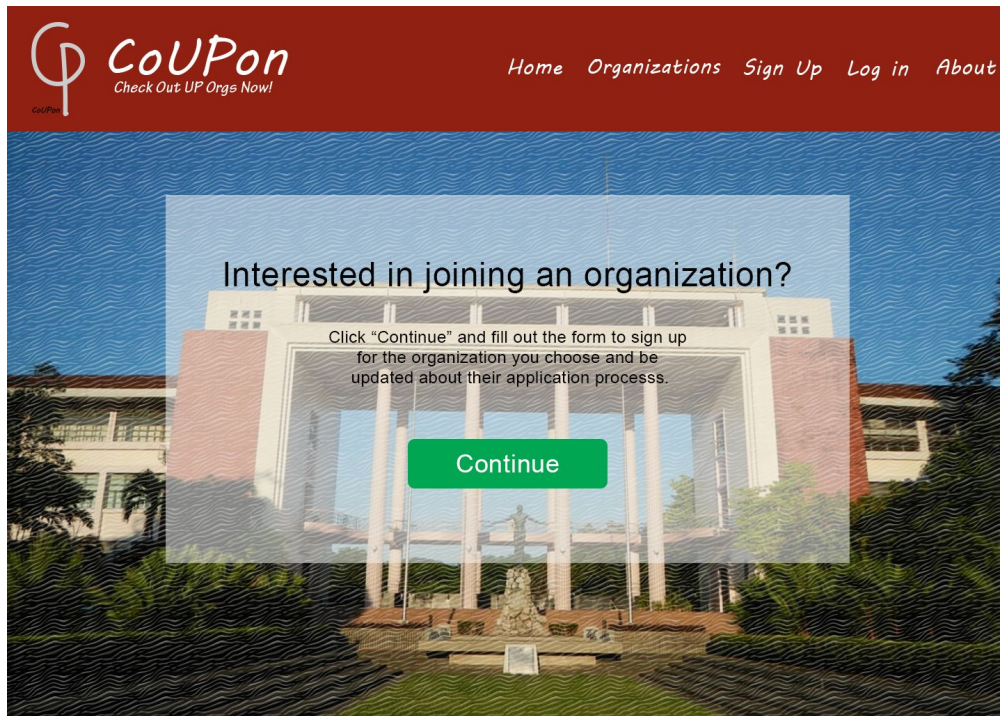 CoUPon
Check Out UP Orgs Now!
CoUPon
Home Organizations Sign Up Log in About
Interested in joining an organization?
Click “Continue” and fill out the form to sign up
for the organization you choose and be
updated about their application processs.
Continue